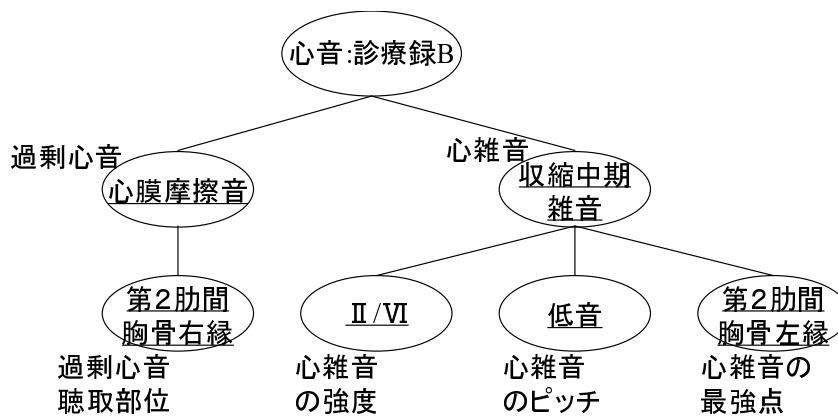 心音:診療録B
過剰心音
心膜摩擦音
心雑音
収縮中期
雑音
第2肋間
胸骨右縁
過剰心音
聴取部位
Ⅱ/Ⅵ
心雑音
の強度
低音
心雑音
のピッチ
第2肋間
胸骨左縁
心雑音の
最強点